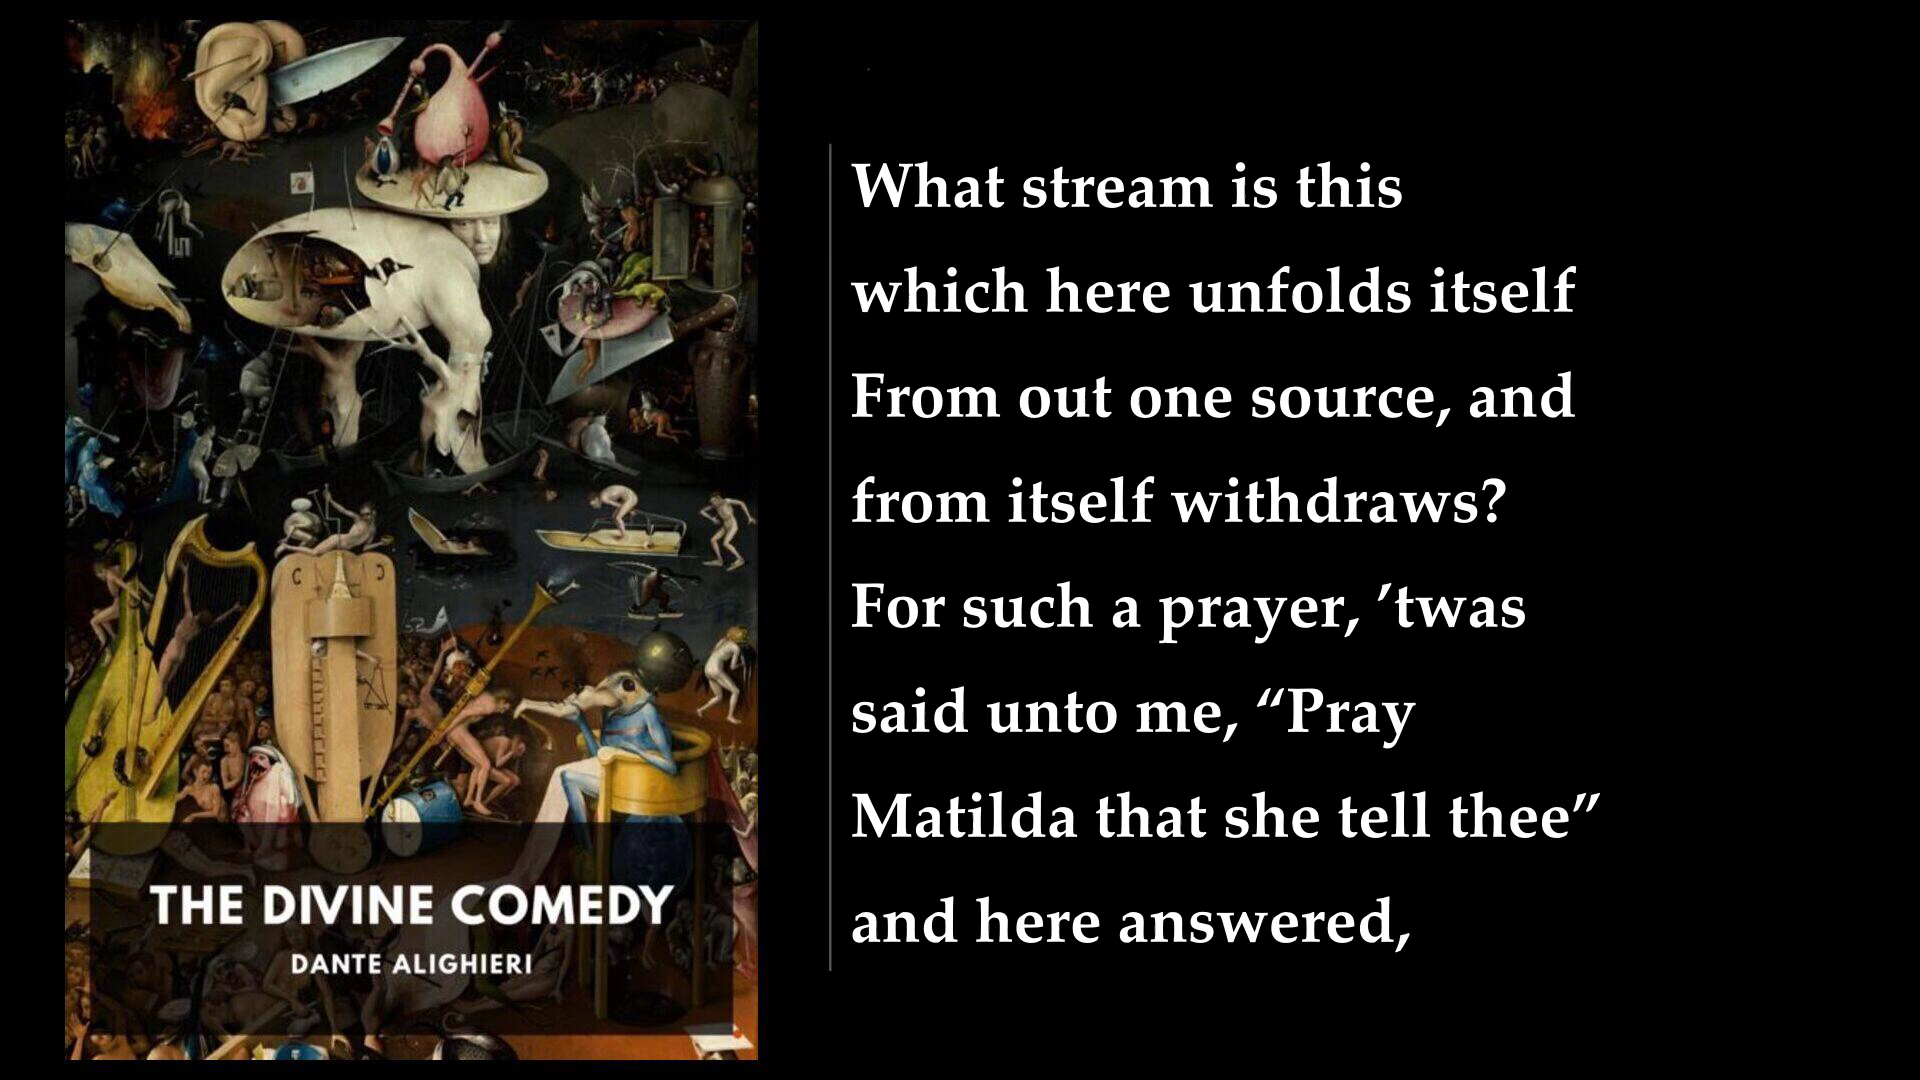 What stream is this
which here unfolds itself
From out one source, and
from itself withdraws?
For such a prayer, ’twas
said unto me, “Pray
Matilda that she tell thee”
and here answered,
THE DIVINE COMEDY
DANTE ALIGHIERI